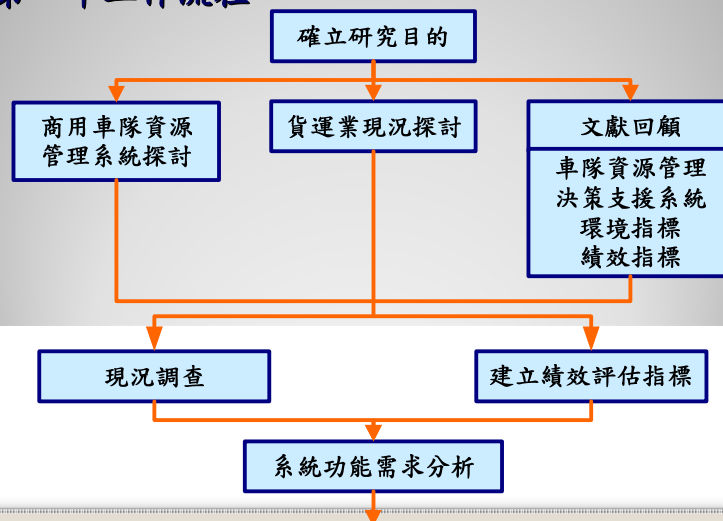 確立研究目的
商用車隊資源
管理系統探討
貨運業現況探討
文獻回顧
車隊資源管理
決策支援系統
環境指標
績效指標
現況調查
建立績效評估指標
系統功能需求分析